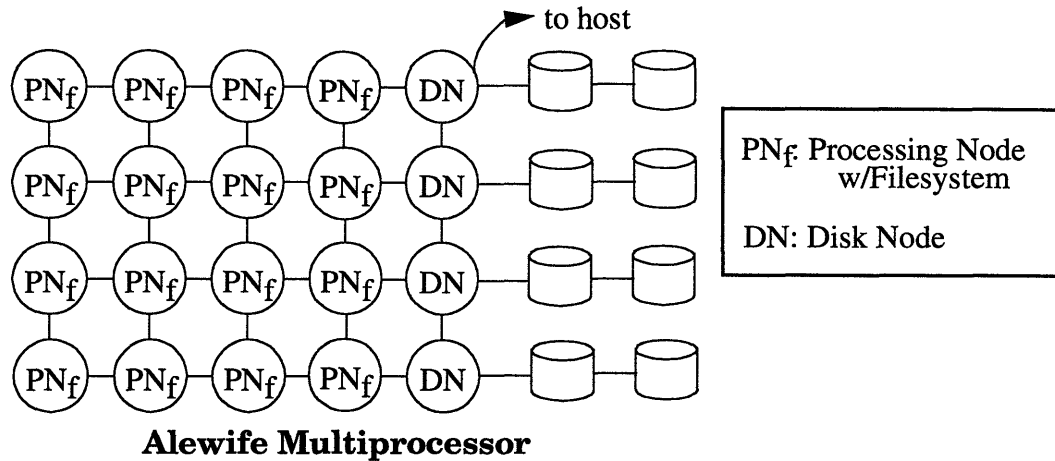 to host
PNf PNf PNf PNf DN
PNf PNf PNf PNf DN
PNf PNf PNf PNf DN
PNf PNf PNf PNf DN
PNf: Processing Node
w/Filesystem
DN: Disk Node
Alewife Multiprocessor